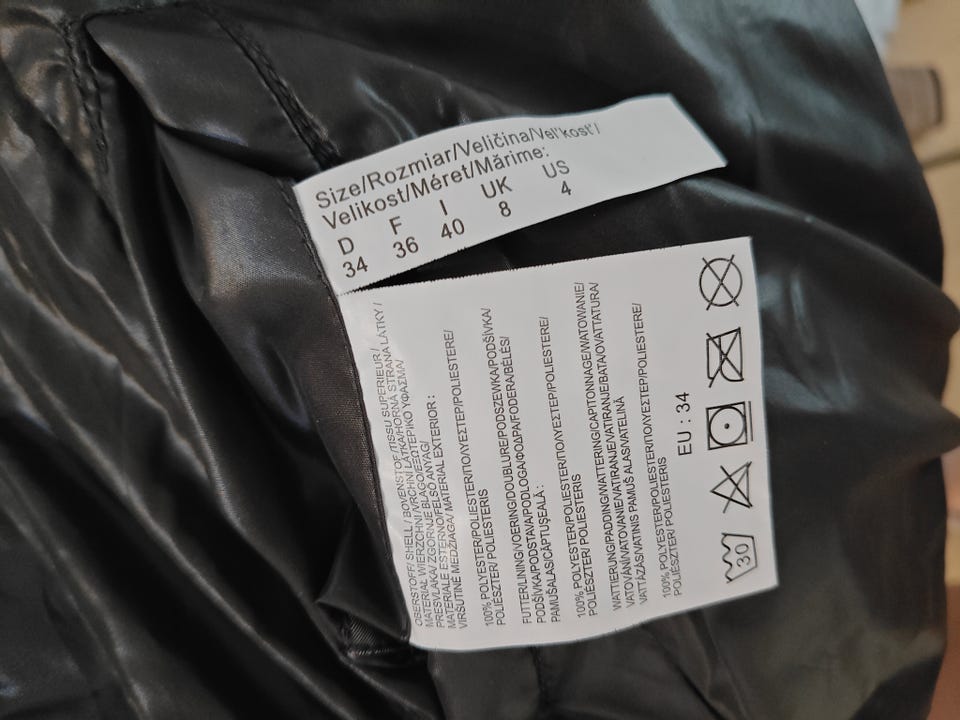 Size/Rozmiar/Veličina/Veľkosť/
Velikost/Méret/Mărime:
D F I UK US
34 36 40 8 4
OBERSTOFF/ SHELL / BOVENSTOF/TISSU SUPERIEUR /
MATERIAŁ WIERZCHNI/ VRCHNÍ LÁTKA/HORNÁ STRANA LÁTKY /
PRESVLAKA/ZGORNJE BLAGO/ΕΞΩΤΕΡΙΚΟ ΥΦΑΣΜΑ/
MATERIALE ESTERNO/FELSŐ ANYAG/
VIRŠUTINĖ MEDŽIAGA/ MATERIAL EXTERIOR :
100% POLYESTER/POLIESTER/ΠΟΛΥΕΣΤΕΡ/POLIESTERE/
POLIÉSZTER/ POLIESTERIS
FUTTER/LINING/VOERING/DOUBLURE/PODSZEWKA/PODŠÍVKA/
PODŠÍVKA/PODSTAVA/PODLOGA/ΦΟΔΡΑ/FODERA/BÉLÉS/
PAMUŠALAS/CĂPTUŞEALĂ :
100% POLYESTER/POLIESTER/ΠΟΛΥΕΣΤΕΡ/POLIESTERE/
POLIÉSZTER/ POLIESTERIS
WATTIERUNG/PADDING/WATTERING/CAPITONNAGE/WATOWANIE/
VATOVÁNÍ/VATOVANIE/VATIRANJE/VATIRANJE/ΒΑΤΑ/OVATTATURA/
VATTÁZÁS/VATINIS PAMUŠALAS/VATELINĂ
100% POLYESTER/POLIESTER/ΠΟΛΥΕΣΤΕΡ/POLIESTERE/
POLIÉSZTER/ POLIESTERIS
EU : 34
30